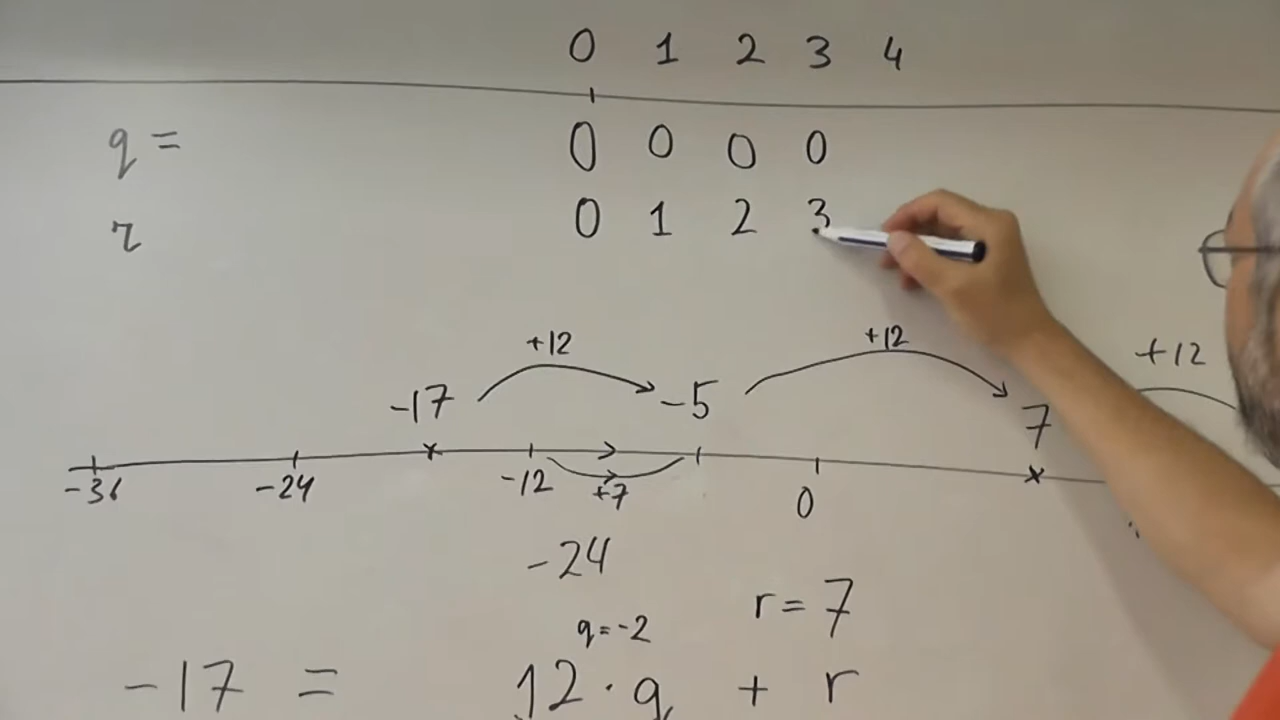 0 1 2 3 4
q = 0 0 0 0
r 0 1 2 3
+12 +12 +12
-17 -5 7
-36 -24 -12 +7 0
-24
r = 7
q = -2
-17 = 12 · q + r